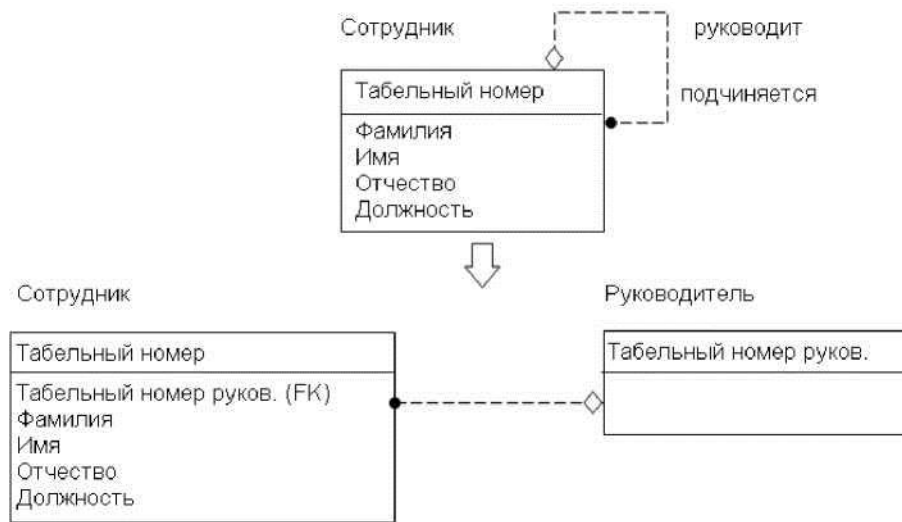 Сотрудник
руководит
Табельный номер
подчиняется
Фамилия
Имя
Отчество
Должность
Сотрудник
Руководитель
Табельный номер
Табельный номер руков.
Табельный номер руков. (FK)
Фамилия
Имя
Отчество
Должность